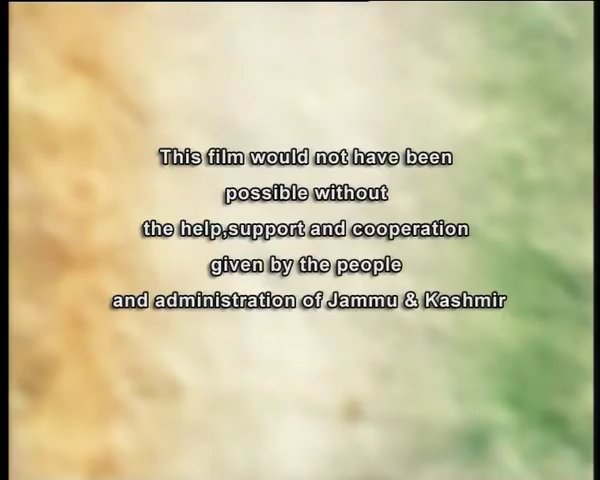 This film would not have been
possible without
the help,support and cooperation
given by the people
and administration of Jammu & Kashmir